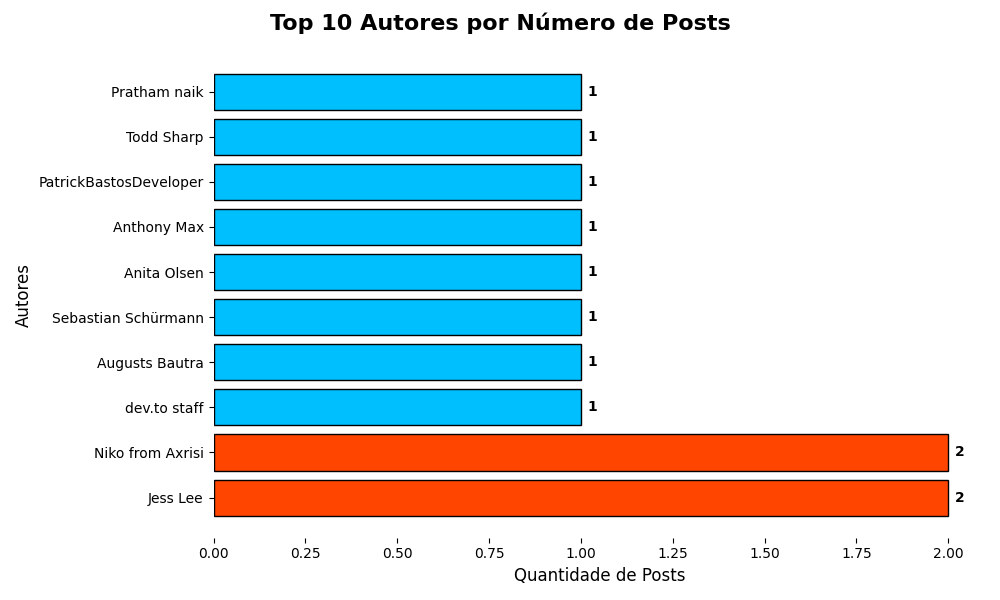 Top 10 Autores por Número de Posts
Autores
Pratham naik 1
Todd Sharp 1
PatrickBastosDeveloper 1
Anthony Max 1
Anita Olsen 1
Sebastian Schürmann 1
Augusts Bautra 1
dev.to staff 1
Niko from Axrisi 2
Jess Lee 2
0.00 0.25 0.50 0.75 1.00 1.25 1.50 1.75 2.00
Quantidade de Posts